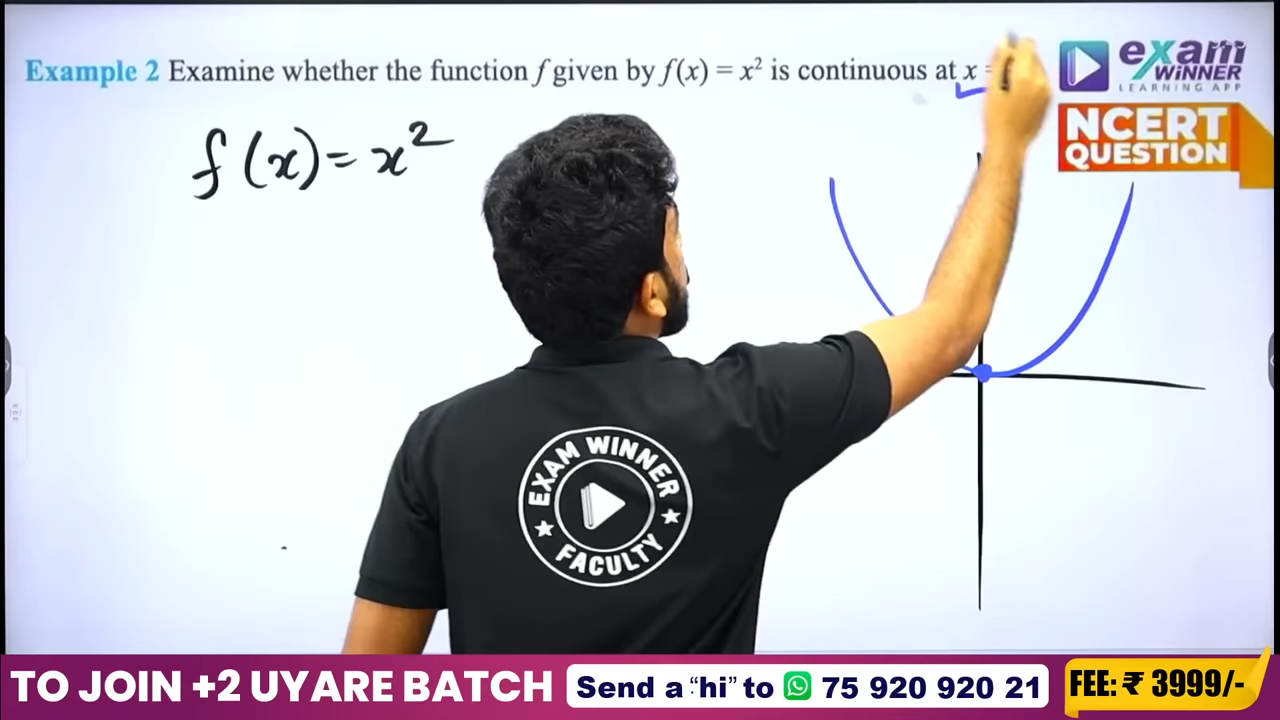 Example 2 Examine whether the function f given by f(x) = x² is continuous at x =
exam
WINNER
LEARNING APP
NCERT
QUESTION
f(x) = x²
EXAM WINNER
FACULTY
TO JOIN +2 UYARE BATCH
Send a “hi” to 75 920 920 21
FEE: ₹ 3999/-